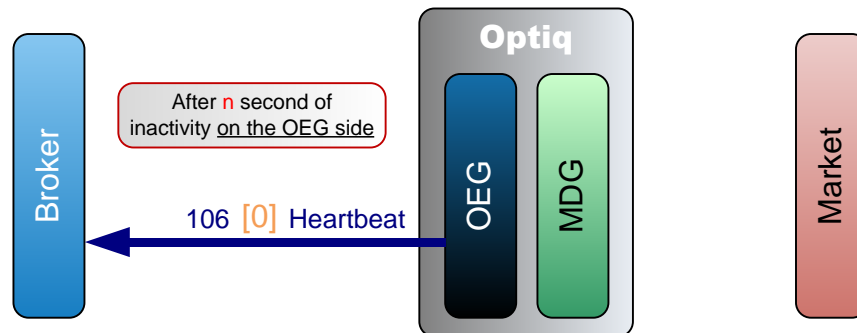 Optiq
Broker
After n second of
inactivity on the OEG side
106 [0] Heartbeat
OEG
MDG
Market